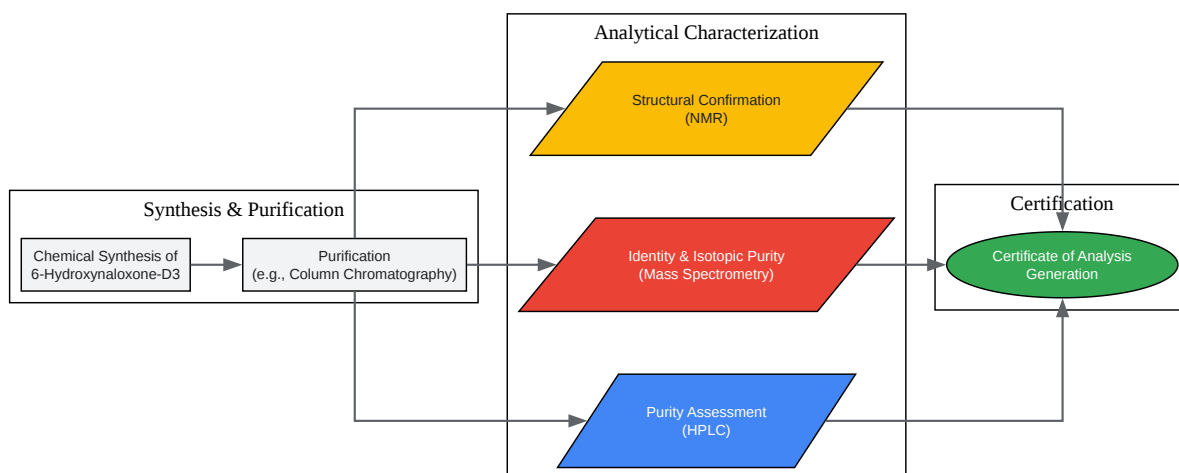 Analytical Characterization
Structural Confirmation
(NMR)
Synthesis & Purification
Chemical Synthesis of
6-Hydroxynaloxone-D3
Purification
(e.g., Column Chromatography)
Identity & Isotopic Purity
(Mass Spectrometry)
Certification
Certificate of Analysis
Generation
Purity Assessment
(HPLC)